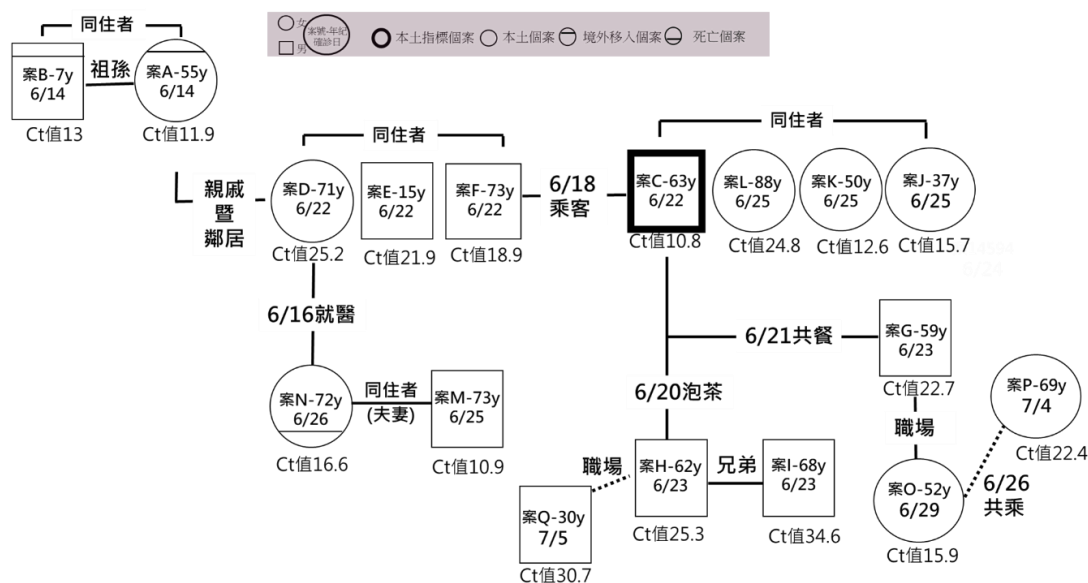 同住者
案B-7y
6/14
祖孫
案A-55y
6/14
Ct值13
Ct值11.9
女
男
案號-年紀
確診日
本土指標個案
本土個案
境外移入個案
死亡個案
親戚
暨
鄰居
同住者
案D-71y
6/22
案E-15y
6/22
案F-73y
6/22
Ct值25.2
Ct值21.9
Ct值18.9
6/18
乘客
同住者
案C-63y
6/22
案L-88y
6/25
案K-50y
6/25
案J-37y
6/25
Ct值10.8
Ct值24.8
Ct值12.6
Ct值15.7
6/16就醫
案N-72y
6/26
同住者
(夫妻)
案M-73y
6/25
Ct值16.6
Ct值10.9
6/21共餐
案G-59y
6/23
Ct值22.7
6/20泡茶
職場
案H-62y
6/23
兄弟
案I-68y
6/23
Ct值25.3
Ct值34.6
案Q-30y
7/5
Ct值30.7
職場
案O-52y
6/29
Ct值15.9
6/26
共乘
案P-69y
7/4
Ct值22.4